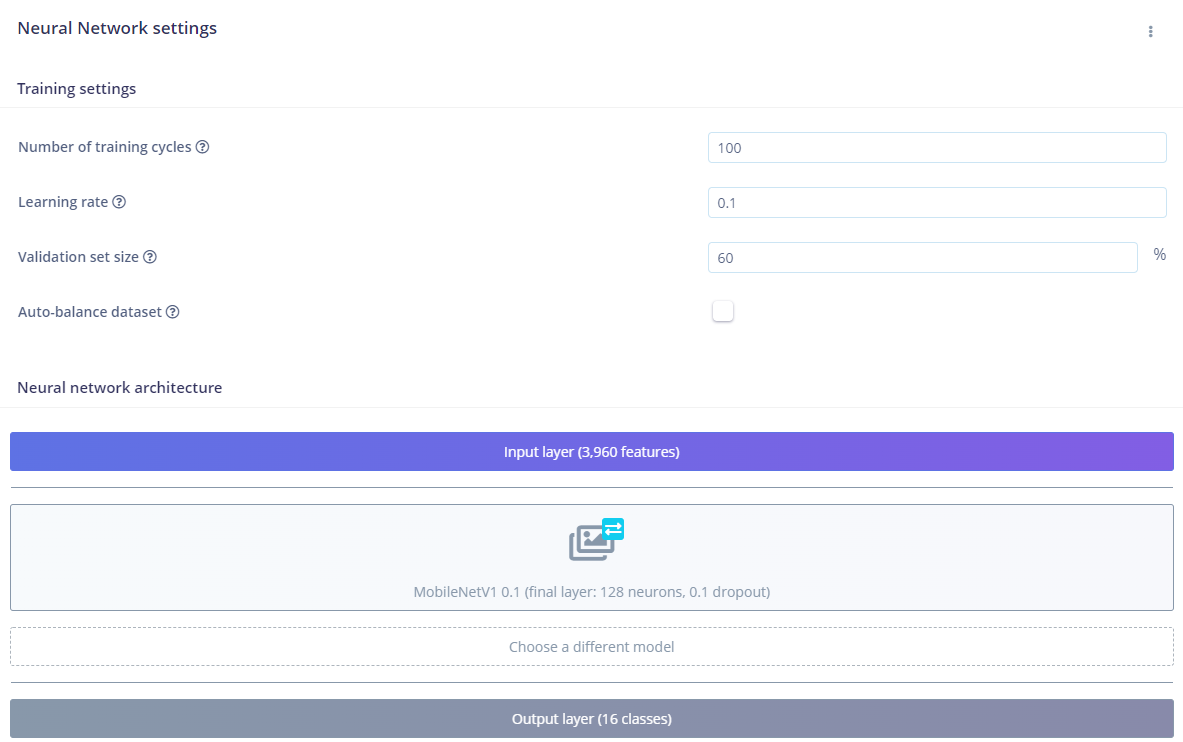 Neural Network settings
Training settings
Number of training cycles
100
Learning rate
0.1
Validation set size
60
%
Auto-balance dataset
Neural network architecture
Input layer (3,960 features)
MobileNetV1 0.1 (final layer: 128 neurons, 0.1 dropout)
Choose a different model
Output layer (16 classes)